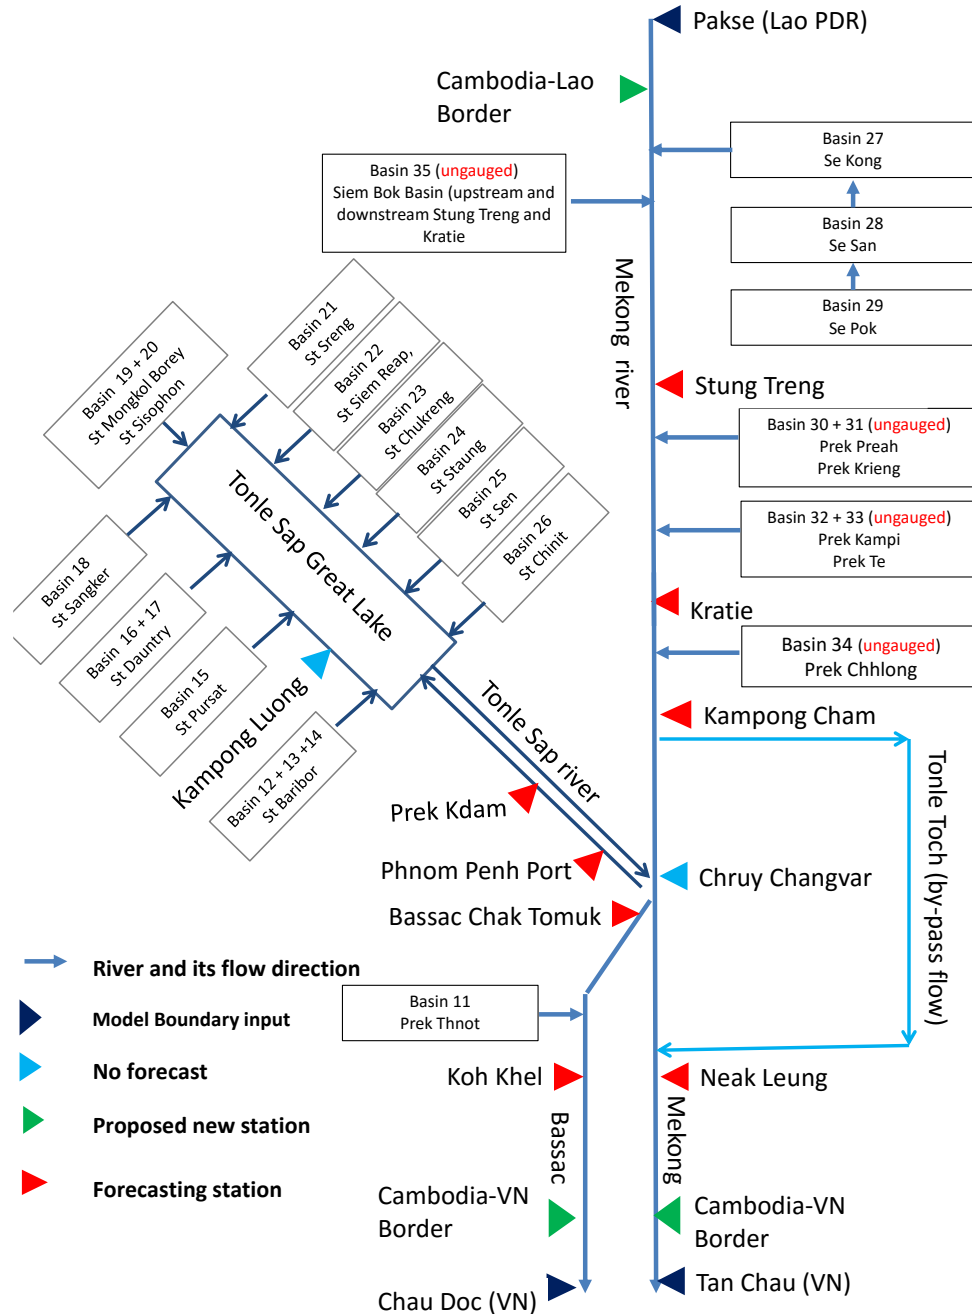 Pakse (Lao PDR)
Cambodia-Lao
Border
Basin 27
Se Kong
Basin 35 (ungauged)
Siem Bok Basin (upstream and
downstream Stung Treng and
Kratie
Basin 28
Se San
Basin 29
Se Pok
Mekong river
Stung Treng
Basin 30 + 31 (ungauged)
Prek Preah
Prek Krieng
Basin 32 + 33 (ungauged)
Prek Kampi
Prek Te
Kratie
Basin 34 (ungauged)
Prek Chhlong
Kampong Cham
Basin 19 + 20
St Mongkol Borey
St Sisophon
Basin 21
St Sreng
Basin 22
St Siem Reap,
Basin 23
St Chukreng
Basin 24
St Staung
Basin 25
St Sen
Basin 26
St Chinit
Tonle Sap Great Lake
Basin 18
St Sangker
Basin 16 + 17
St Dauntry
Basin 15
St Pursat
Kampong Luong
Basin 12 + 13 +14
St Baribor
Tonle Sap river
Prek Kdam
Phnom Penh Port
Chruy Changvar
Bassac Chak Tomuk
Tonle Toch (by-pass flow)
River and its flow direction
Model Boundary input
No forecast
Proposed new station
Forecasting station
Basin 11
Prek Thnot
Koh Khel
Neak Leung
Bassac
Mekong
Cambodia-VN
Border
Cambodia-VN
Border
Chau Doc (VN)
Tan Chau (VN)